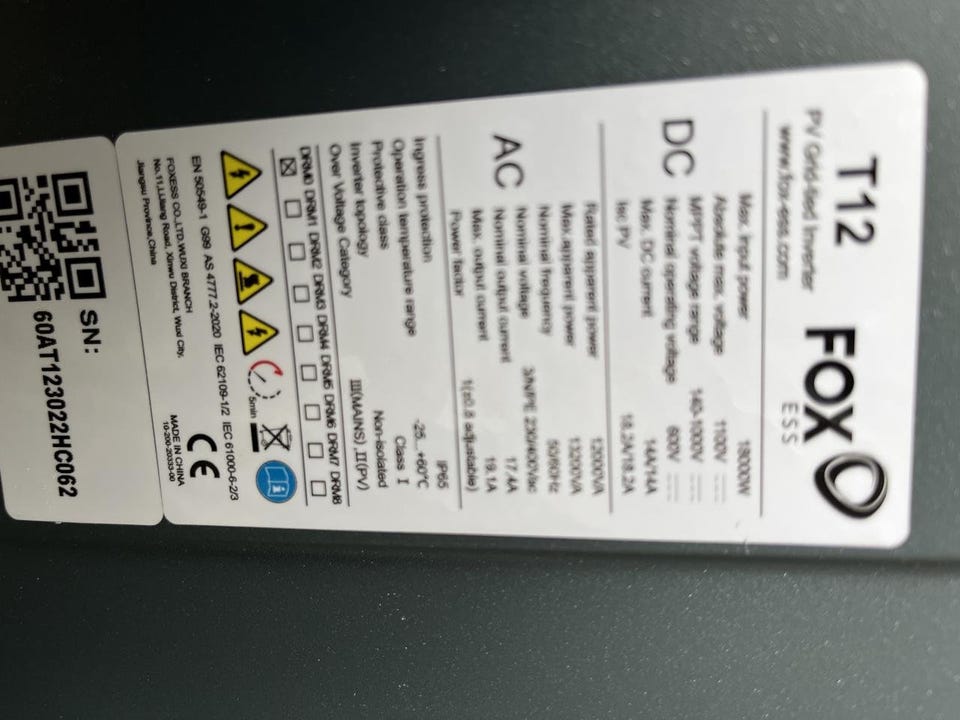 T12
FOX
ESS
PV Grid-tied Inverter
www.fox-ess.com
DC
Max. input power 18000W
Absolute max. voltage 1100V
MPPT voltage range 140-1000V
Nominal operating voltage 600V
Max. DC current 14A/14A
Isc PV 18.2A/18.2A
AC
Rated apparent power 12000VA
Max.apparent power 13200VA
Nominal frequency 50/60Hz
Nominal voltage 3/N/PE 230/400Vac
Nominal output current 17.4A
Max. output current 19.1A
Power factor 1(±0.8 adjustable)
Ingress protection IP65
Operation temperature range -25...+60°C
Protective class Class I
Inverter topology Non-isolated
Over Voltage Category III(MAINS),II(PV)
DRM0 DRM1 DRM2 DRM3 DRM4 DRM5 DRM6 DRM7 DRM8
5min
EN 50549-1 G99 AS 4777.2-2020 IEC 62109-1/2 IEC 61000-6-2/3
FOXESS CO.,LTD.WUXI BRANCH
No.11,LiJiang Road, Xinwu District, Wuxi City,
Jiangsu Province,China
CE
MADE IN CHINA
10-200-20333-00
SN:
60AT123022HC062